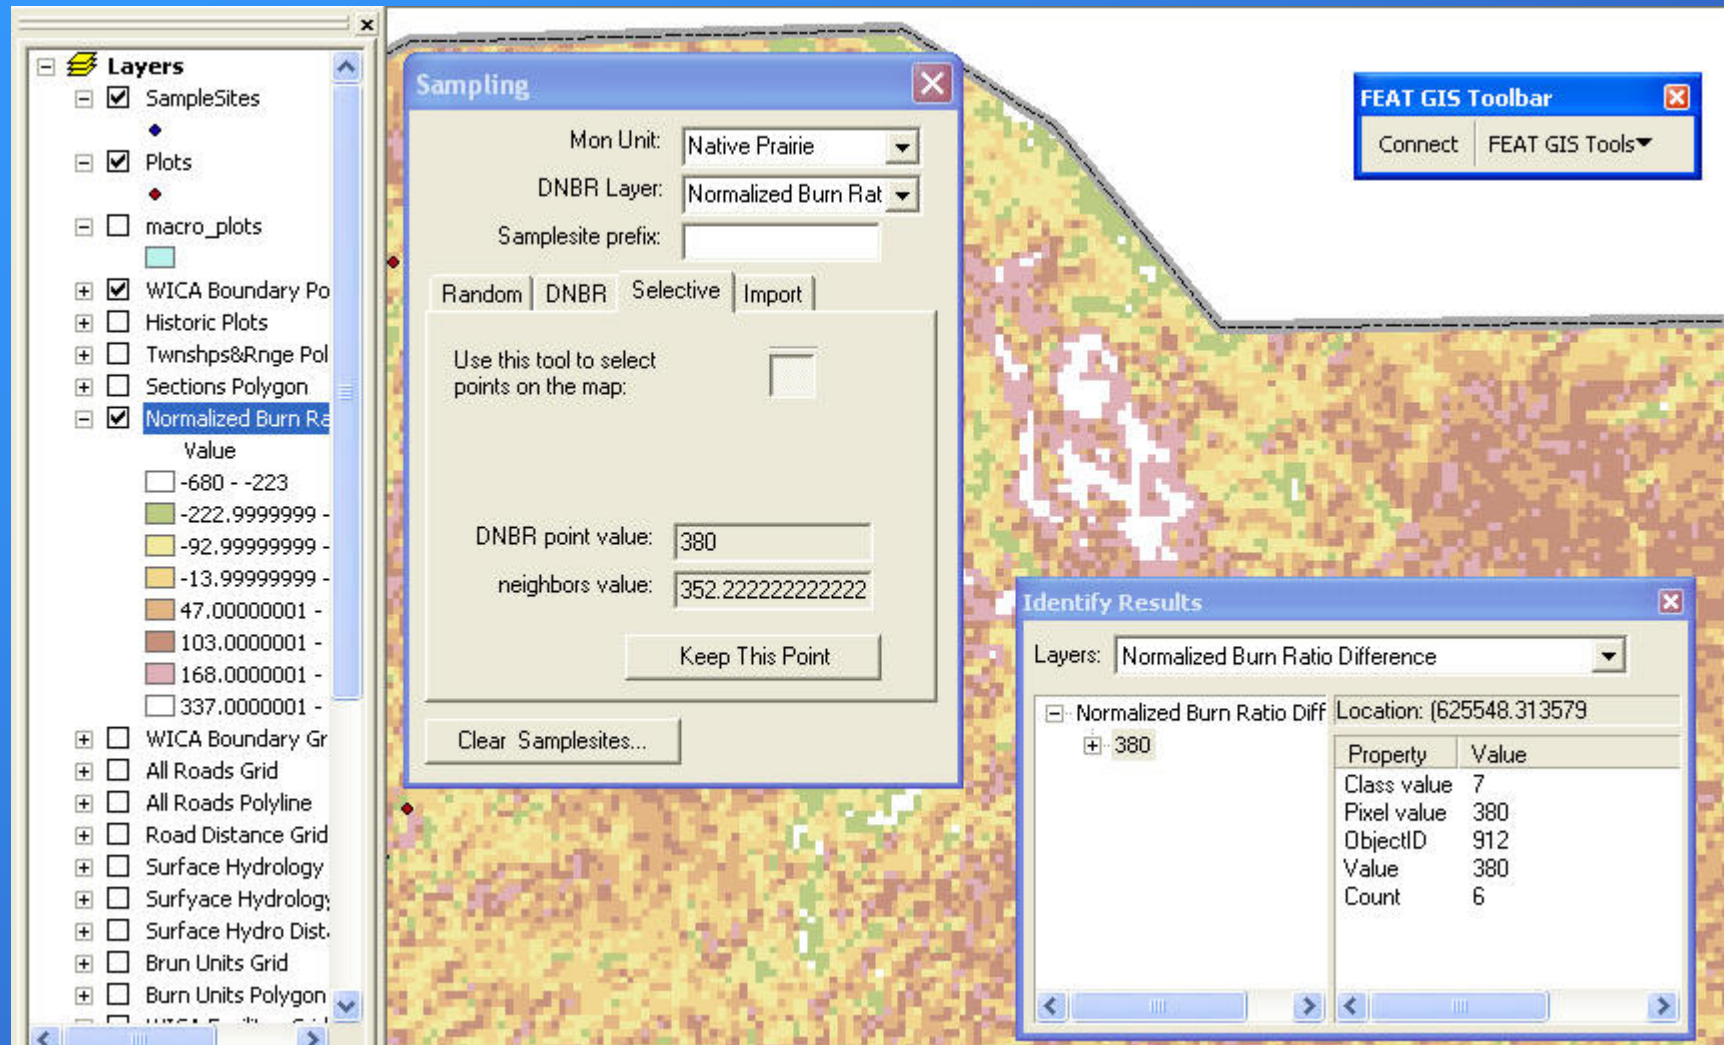 Layers
SampleSites
Plots
macro_plots
WICA Boundary Po
Historic Plots
Twnshps&Rnge Pol
Sections Polygon
Normalized Burn Ra
Value
-680 - -223
-222.9999999 -
-92.99999999 -
-13.99999999 -
47.00000001 -
103.0000001 -
168.0000001 -
337.0000001 -
WICA Boundary Gr
All Roads Grid
All Roads Polyline
Road Distance Grid
Surface Hydrology
Surfyace Hydrology
Surface Hydro Dist
Brun Units Grid
Burn Units Polygon
Sampling
Mon Unit: Native Prairie
DNBR Layer: Normalized Burn Rat
Samplesite prefix:
Random DNBR Selective Import
Use this tool to select
points on the map:
DNBR point value: 380
neighbors value: 352.222222222222
Keep This Point
Clear Samplesites...
FEAT GIS Toolbar
Connect FEAT GIS Tools
Identify Results
Layers: Normalized Burn Ratio Difference
Normalized Burn Ratio Diff
380
Location: (625548.313579
Property Value
Class value 7
Pixel value 380
ObjectID 912
Value 380
Count 6